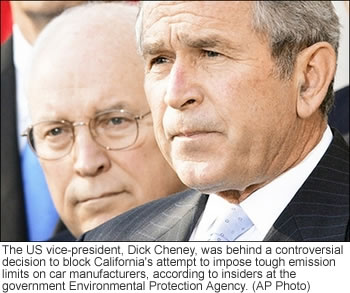 The US vice-president, Dick Cheney, was behind a controversial
decision to block California's attempt to impose tough emission
limits on car manufacturers, according to insiders at the
government Environmental Protection Agency. (AP Photo)